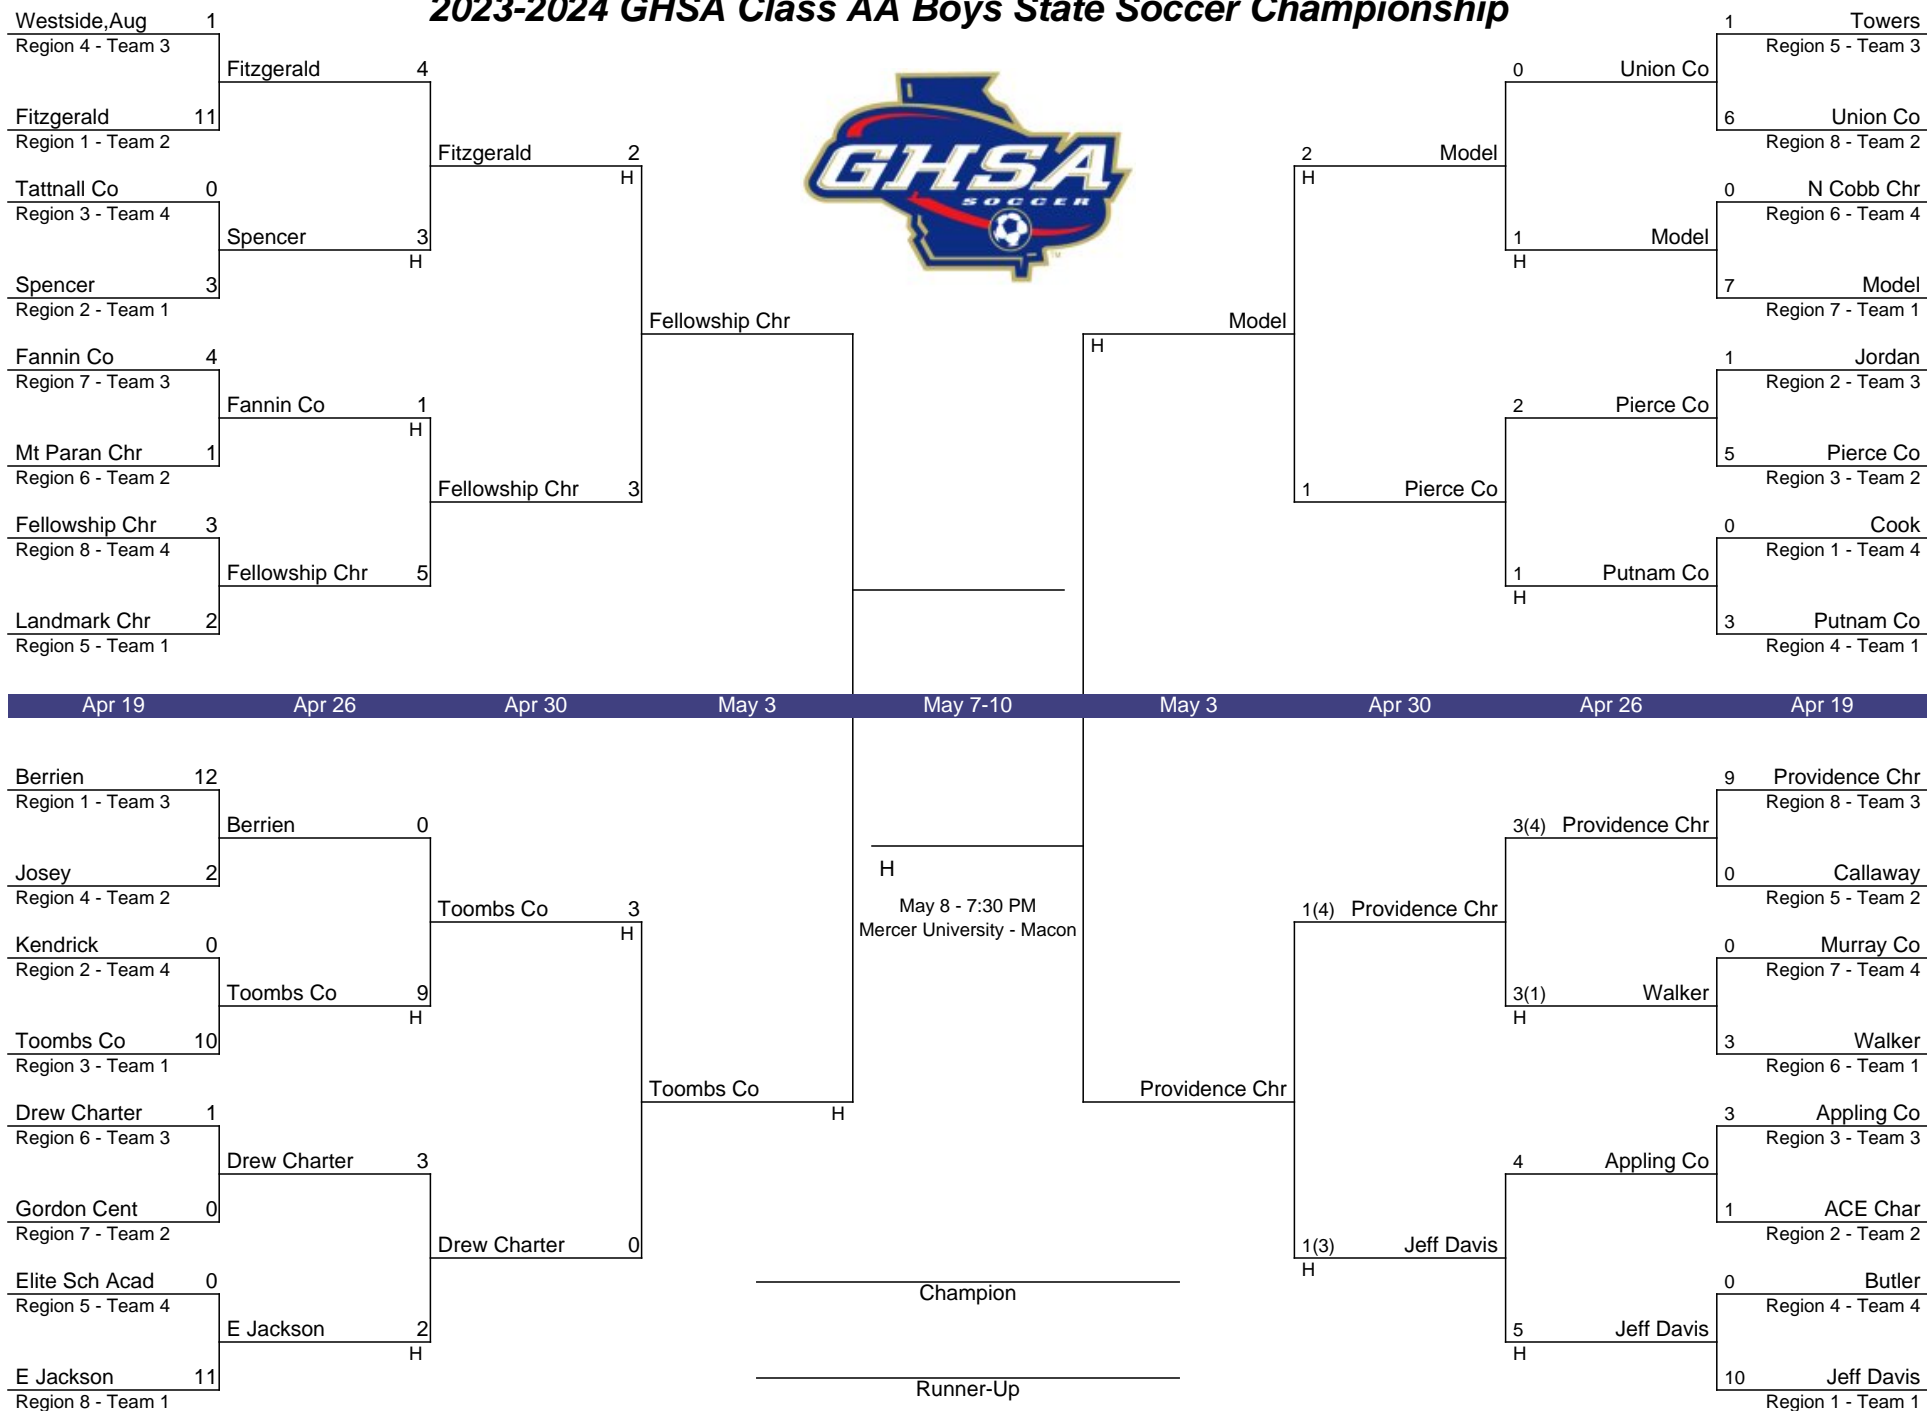 2023-2024 GHSA Class AA Boys State Soccer Championship
GHSA
SOCCER
TM
Westside,Aug 1
Region 4 - Team 3
Fitzgerald 11
Region 1 - Team 2
Tattnall Co 0
Region 3 - Team 4
Spencer 3
Region 2 - Team 1
Fannin Co 4
Region 7 - Team 3
Mt Paran Chr 1
Region 6 - Team 2
Fellowship Chr 3
Region 8 - Team 4
Landmark Chr 2
Region 5 - Team 1
Fitzgerald 4
Spencer 3
H
Fannin Co 1
H
Fellowship Chr 5
Fitzgerald 2
H
Fellowship Chr 3
Fellowship Chr
Model
H
2 Model
H
1 Pierce Co
0 Union Co
1 Model
H
2 Pierce Co
1 Putnam Co
H
1 Towers
Region 5 - Team 3
6 Union Co
Region 8 - Team 2
0 N Cobb Chr
Region 6 - Team 4
7 Model
Region 7 - Team 1
1 Jordan
Region 2 - Team 3
5 Pierce Co
Region 3 - Team 2
0 Cook
Region 1 - Team 4
3 Putnam Co
Region 4 - Team 1
Apr 19 Apr 26 Apr 30 May 3 May 7-10 May 3 Apr 30 Apr 26 Apr 19
Berrien 12
Region 1 - Team 3
Josey 2
Region 4 - Team 2
Kendrick 0
Region 2 - Team 4
Toombs Co 10
Region 3 - Team 1
Drew Charter 1
Region 6 - Team 3
Gordon Cent 0
Region 7 - Team 2
Elite Sch Acad 0
Region 5 - Team 4
E Jackson 11
Region 8 - Team 1
Berrien 0
Toombs Co 9
H
Drew Charter 3
E Jackson 2
H
Toombs Co 3
H
Drew Charter 0
Toombs Co
H
H
May 8 - 7:30 PM
Mercer University - Macon
Champion
Runner-Up
Providence Chr
1(4) Providence Chr
1(3) Jeff Davis
H
3(4) Providence Chr
3(1) Walker
H
4 Appling Co
5 Jeff Davis
H
9 Providence Chr
Region 8 - Team 3
0 Callaway
Region 5 - Team 2
0 Murray Co
Region 7 - Team 4
3 Walker
Region 6 - Team 1
3 Appling Co
Region 3 - Team 3
1 ACE Char
Region 2 - Team 2
0 Butler
Region 4 - Team 4
10 Jeff Davis
Region 1 - Team 1